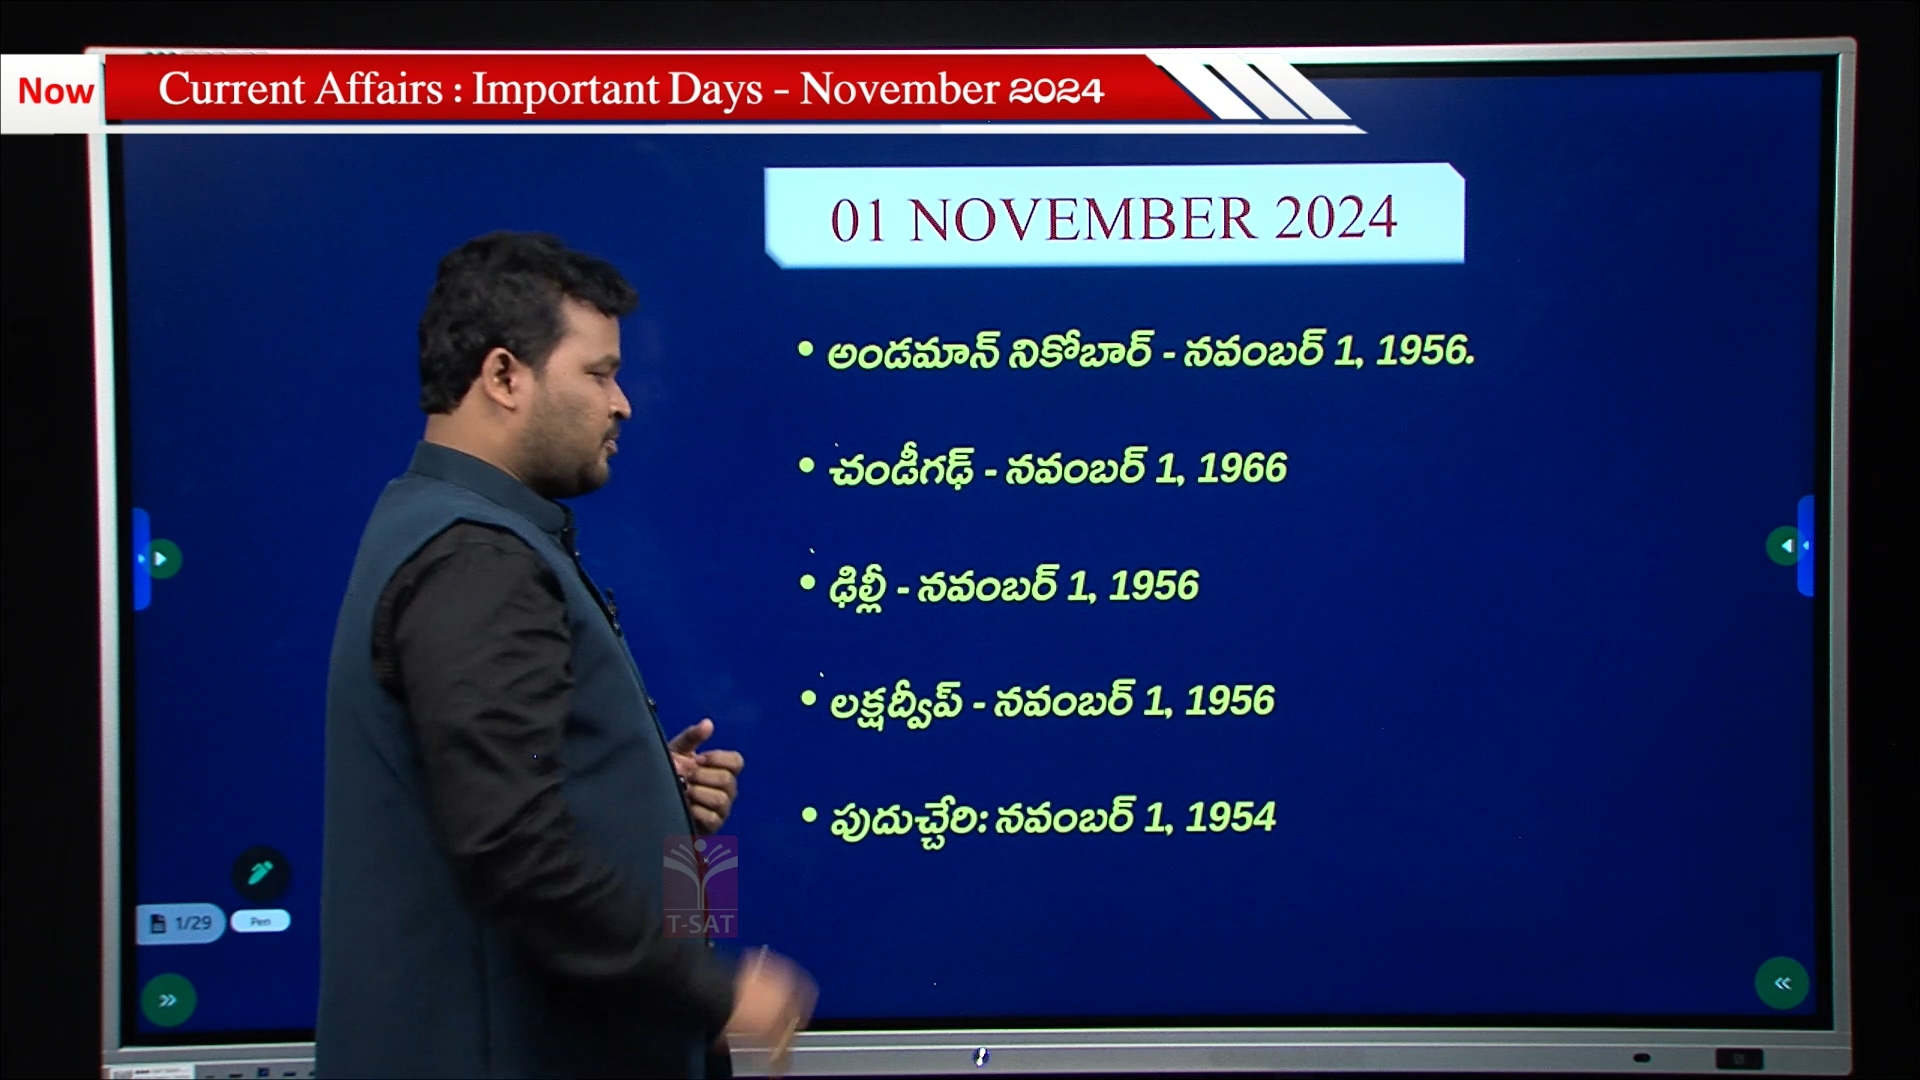 Now
Current Affairs : Important Days - November 2024
01 NOVEMBER 2024
• అండమాన్ నికోబార్ - నవంబర్ 1, 1956.
• చండీగఢ్ - నవంబర్ 1, 1966
• ఢిల్లీ - నవంబర్ 1, 1956
• లక్షద్వీప్ - నవంబర్ 1, 1956
• పుదుచ్చేరి: నవంబర్ 1, 1954
T-SAT
1/29
Pen